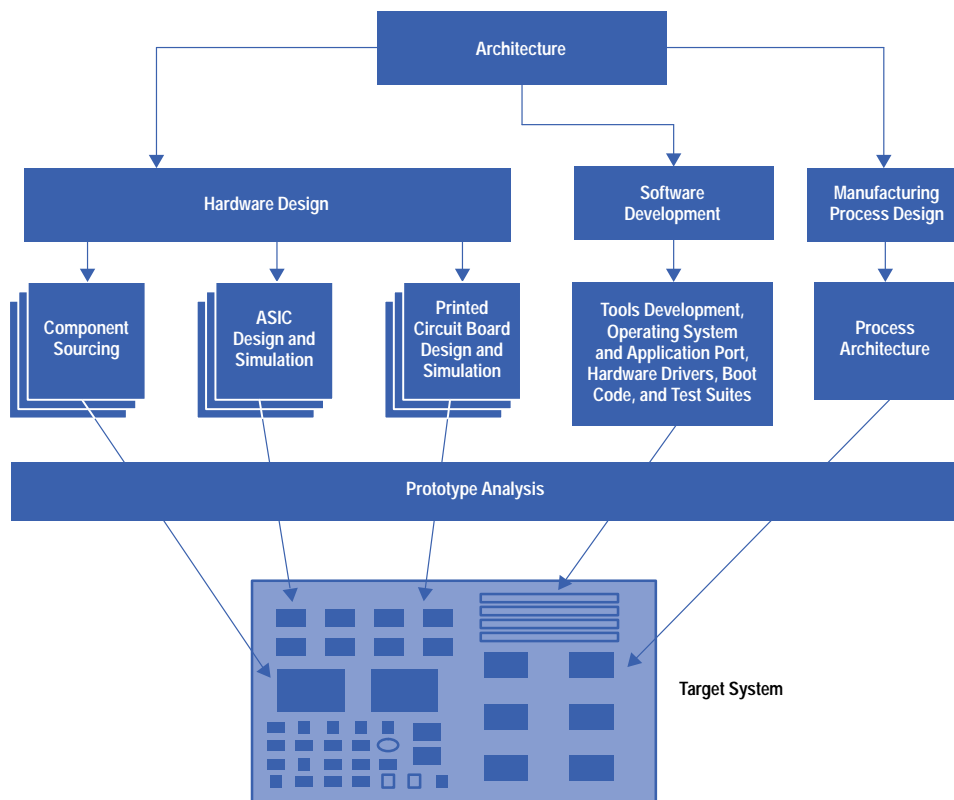 Architecture
Hardware Design
Software
Development
Manufacturing
Process Design
Component
Sourcing
ASIC
Design and
Simulation
Printed
Circuit Board
Design and
Simulation
Tools Development,
Operating System
and Application Port,
Hardware Drivers, Boot
Code, and Test Suites
Process
Architecture
Prototype Analysis
Target System